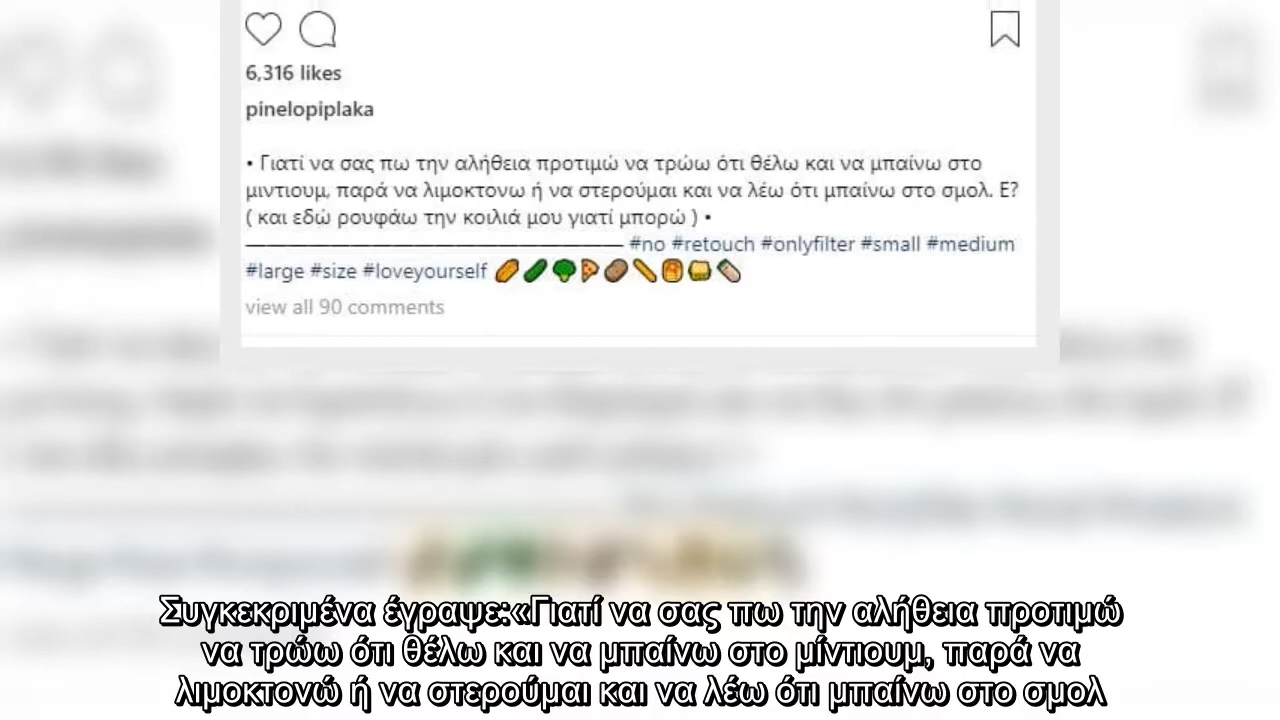 6,316 likes
pinelopiplaka
• Γιατί να σας πω την αλήθεια προτιμώ να τρώω ότι θέλω και να μπαίνω στο
μιντιουμ, παρά να λιμοκτονω ή να στερούμαι και να λέω ότι μπαίνω στο σμολ. Ε?
( και εδώ ρουφάω την κοιλιά μου γιατί μπορώ ) •
——————————————————— #no #retouch #onlyfilter #small #medium
#large #size #loveyourself 🥖🥒🥦🍕🥔🍟🥞🍞🌯
view all 90 comments
Συγκεκριμένα έγραψε:«Γιατί να σας πω την αλήθεια προτιμώ
να τρώω ότι θέλω και να μπαίνω στο μίντιουμ, παρά να
λιμοκτονώ ή να στερούμαι και να λέω ότι μπαίνω στο σμολ